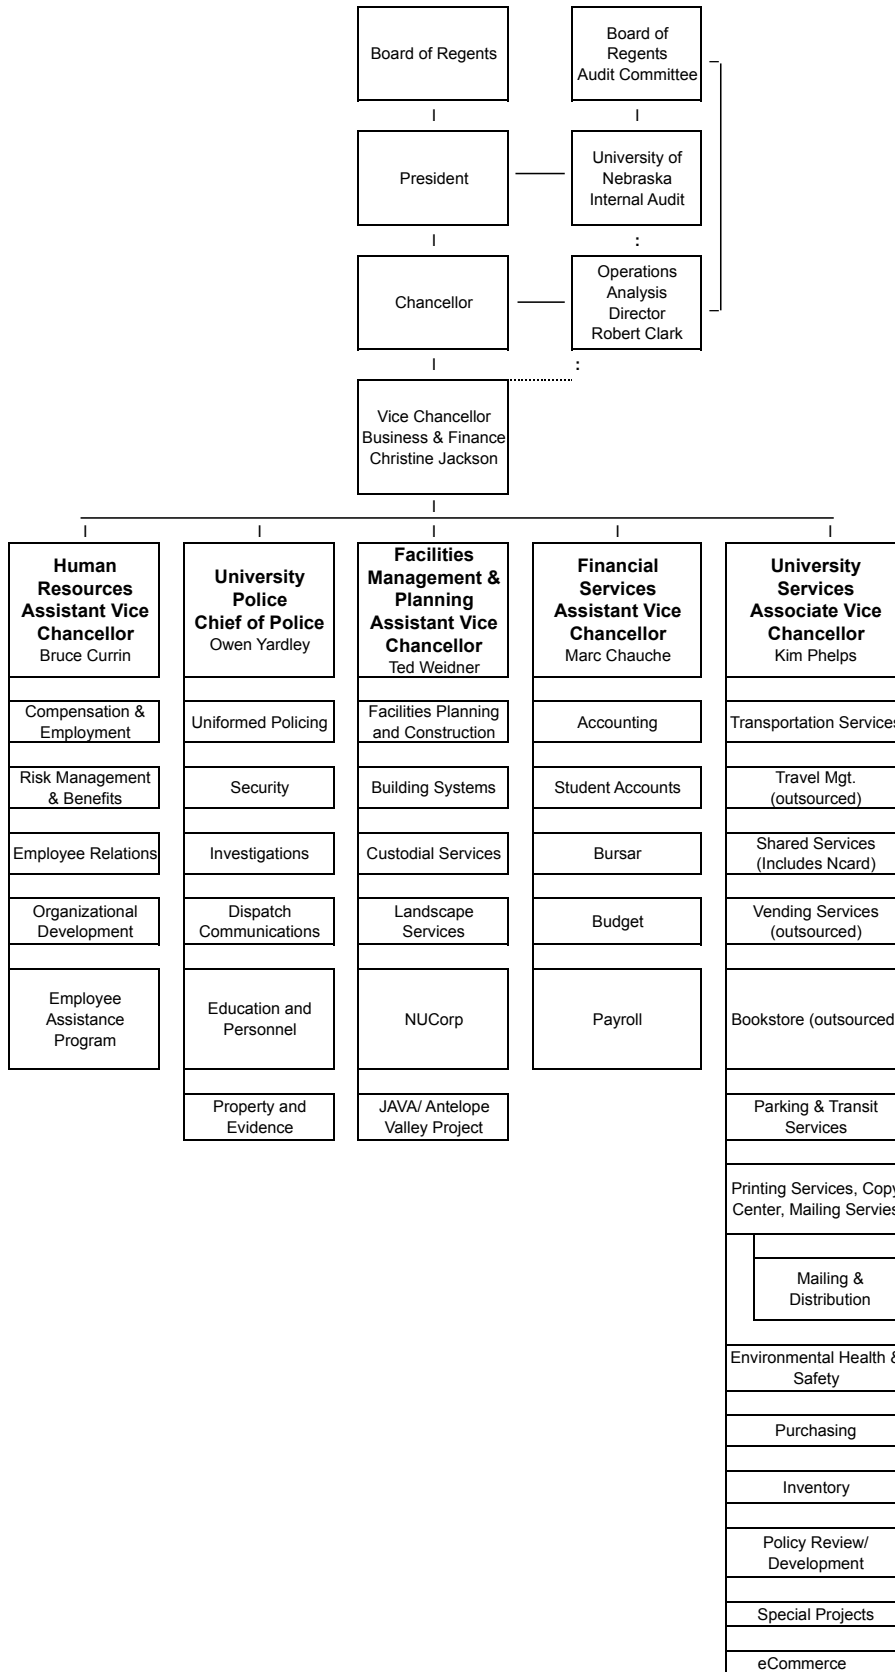 Board of Regents
Board of
Regents
Audit Committee
President
University of
Nebraska
Internal Audit
Chancellor
Operations
Analysis
Director
Robert Clark
Vice Chancellor
Business & Finance
Christine Jackson
Human
Resources
Assistant Vice
Chancellor
Bruce Currin
University
Police
Chief of Police
Owen Yardley
Facilities
Management &
Planning
Assistant Vice
Chancellor
Ted Weidner
Financial
Services
Assistant Vice
Chancellor
Marc Chauche
University
Services
Associate Vice
Chancellor
Kim Phelps
Compensation &
Employment
Uniformed Policing
Facilities Planning
and Construction
Accounting
Transportation Services
Risk Management
& Benefits
Security
Building Systems
Student Accounts
Travel Mgt.
(outsourced)
Employee Relations
Investigations
Custodial Services
Bursar
Shared Services
(Includes Ncard)
Organizational
Development
Dispatch
Communications
Landscape
Services
Budget
Vending Services
(outsourced)
Employee
Assistance
Program
Education and
Personnel
NUCorp
Payroll
Bookstore (outsourced
Property and
Evidence
JAVA/ Antelope
Valley Project
Parking & Transit
Services
Printing Services, Copy
Center, Mailing Servies
Mailing &
Distribution
Environmental Health &
Safety
Purchasing
Inventory
Policy Review/
Development
Special Projects
eCommerce